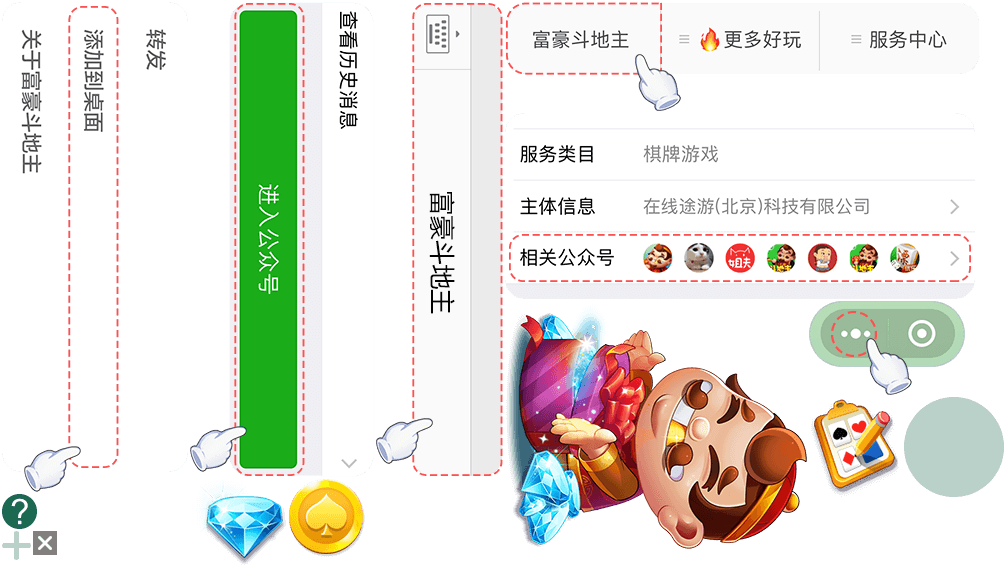 富豪斗地主
更多好玩
服务中心
服务类目
棋牌游戏
主体信息
在线途游(北京)科技有限公司
相关公众号
姐夫
富豪斗地主
查看历史消息
进入公众号
转发
添加到桌面
关于富豪斗地主
?